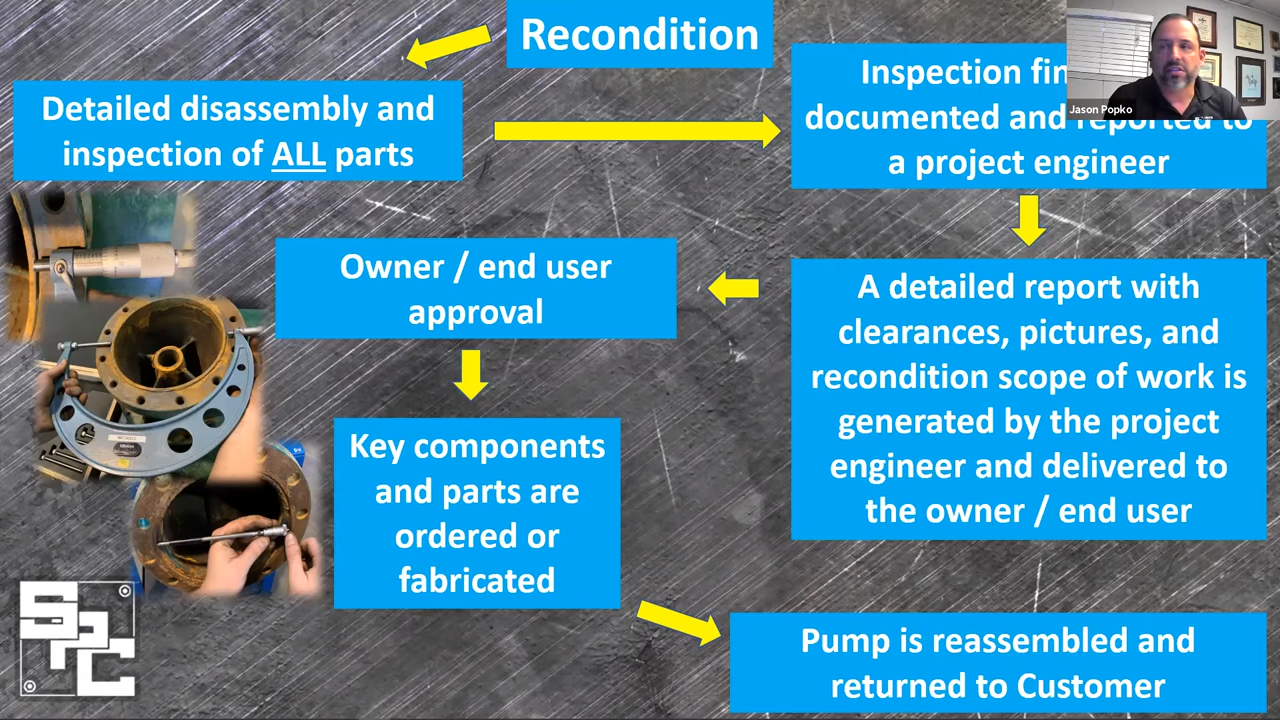 Recondition
Detailed disassembly and
inspection of ALL parts
Inspection
documented and reported to
a project engineer
Jason Popko
A detailed report with
clearances, pictures, and
recondition scope of work is
generated by the project
engineer and delivered to
the owner / end user
Owner / end user
approval
Key components
and parts are
ordered or
fabricated
Pump is reassembled and
returned to Customer
SPC